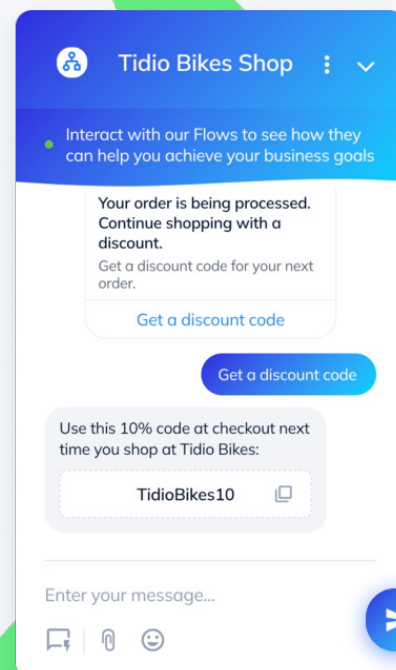 Tidio Bikes Shop
Interact with our Flows to see how they
can help you achieve your business goals
Your order is being processed.
Continue shopping with a
discount.
Get a discount code for your next
order.
Get a discount code
Get a discount code
Use this 10% code at checkout next
time you shop at Tidio Bikes:
TidioBikes10
Enter your message...